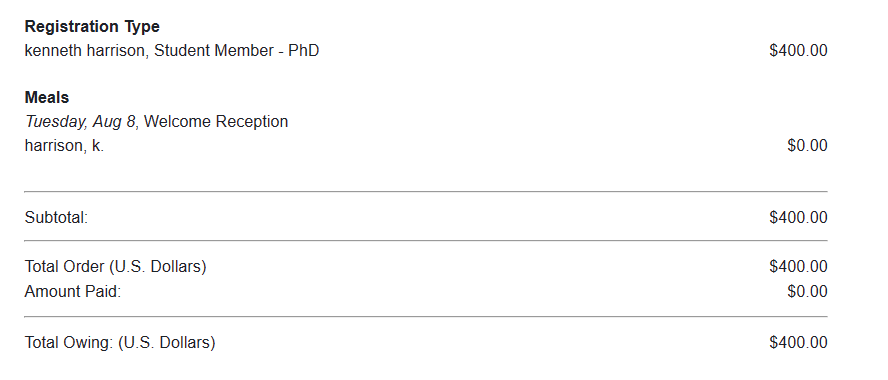 Registration Type
kenneth harrison, Student Member - PhD $400.00
Meals
Tuesday, Aug 8, Welcome Reception
harrison, k. $0.00
Subtotal: $400.00
Total Order (U.S. Dollars) $400.00
Amount Paid: $0.00
Total Owing: (U.S. Dollars) $400.00